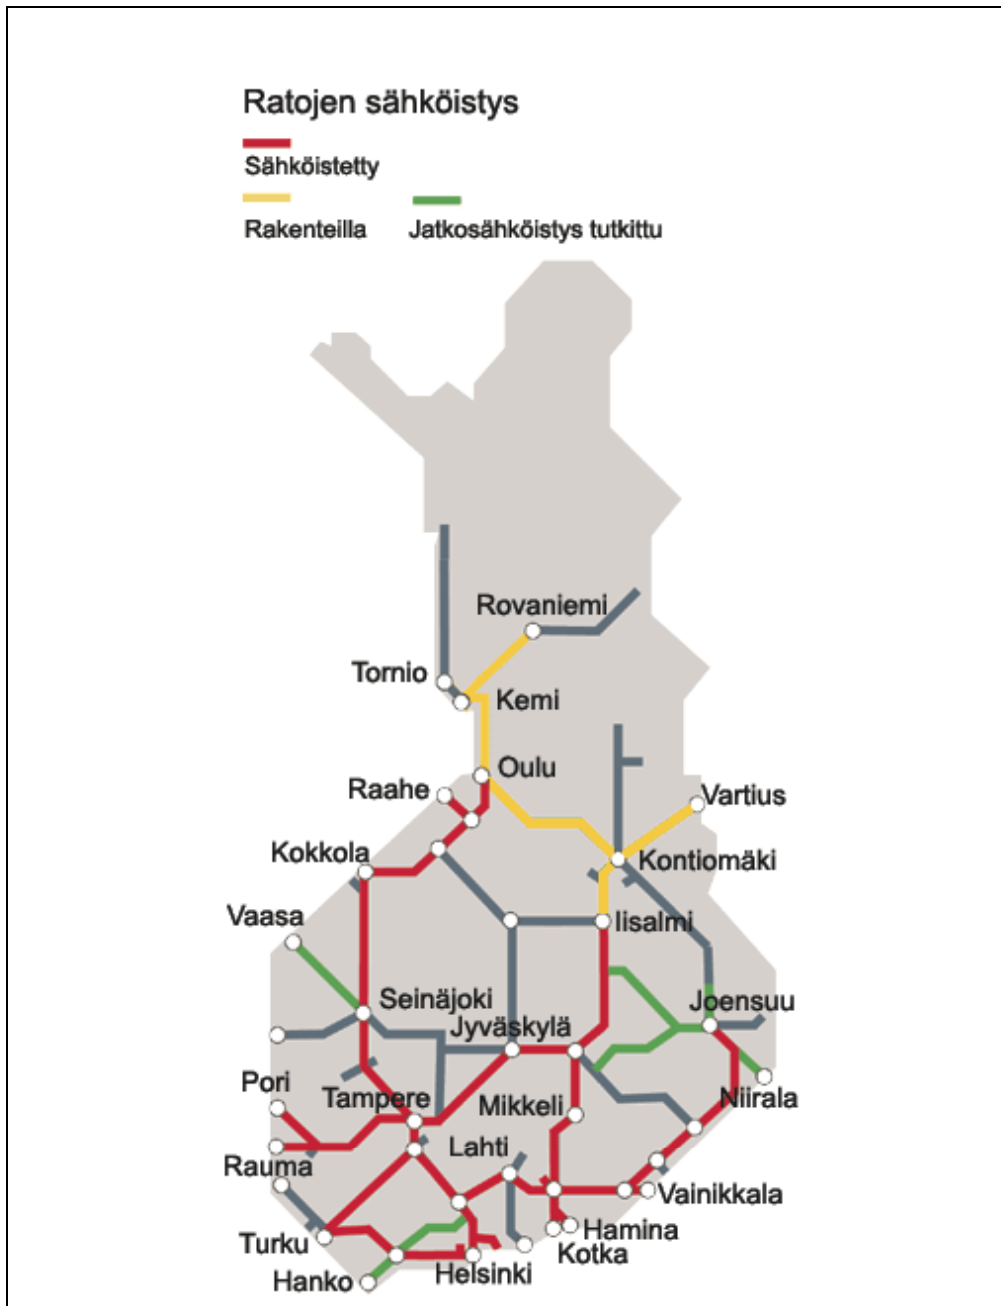 Ratojen sähköistys
Sähköistetty
Rakenteilla Jatkosähköistys tutkittu
Rovaniemi
Tornio
Kemi
Oulu
Raahe
Vartius
Kokkola
Kontiomäki
Vaasa
Iisalmi
Seinäjoki
Joensuu
Jyväskylä
Pori
Tampere
Mikkeli
Niirala
Lahti
Rauma
Vainikkala
Turku
Hamina
Kotka
Hanko
Helsinki